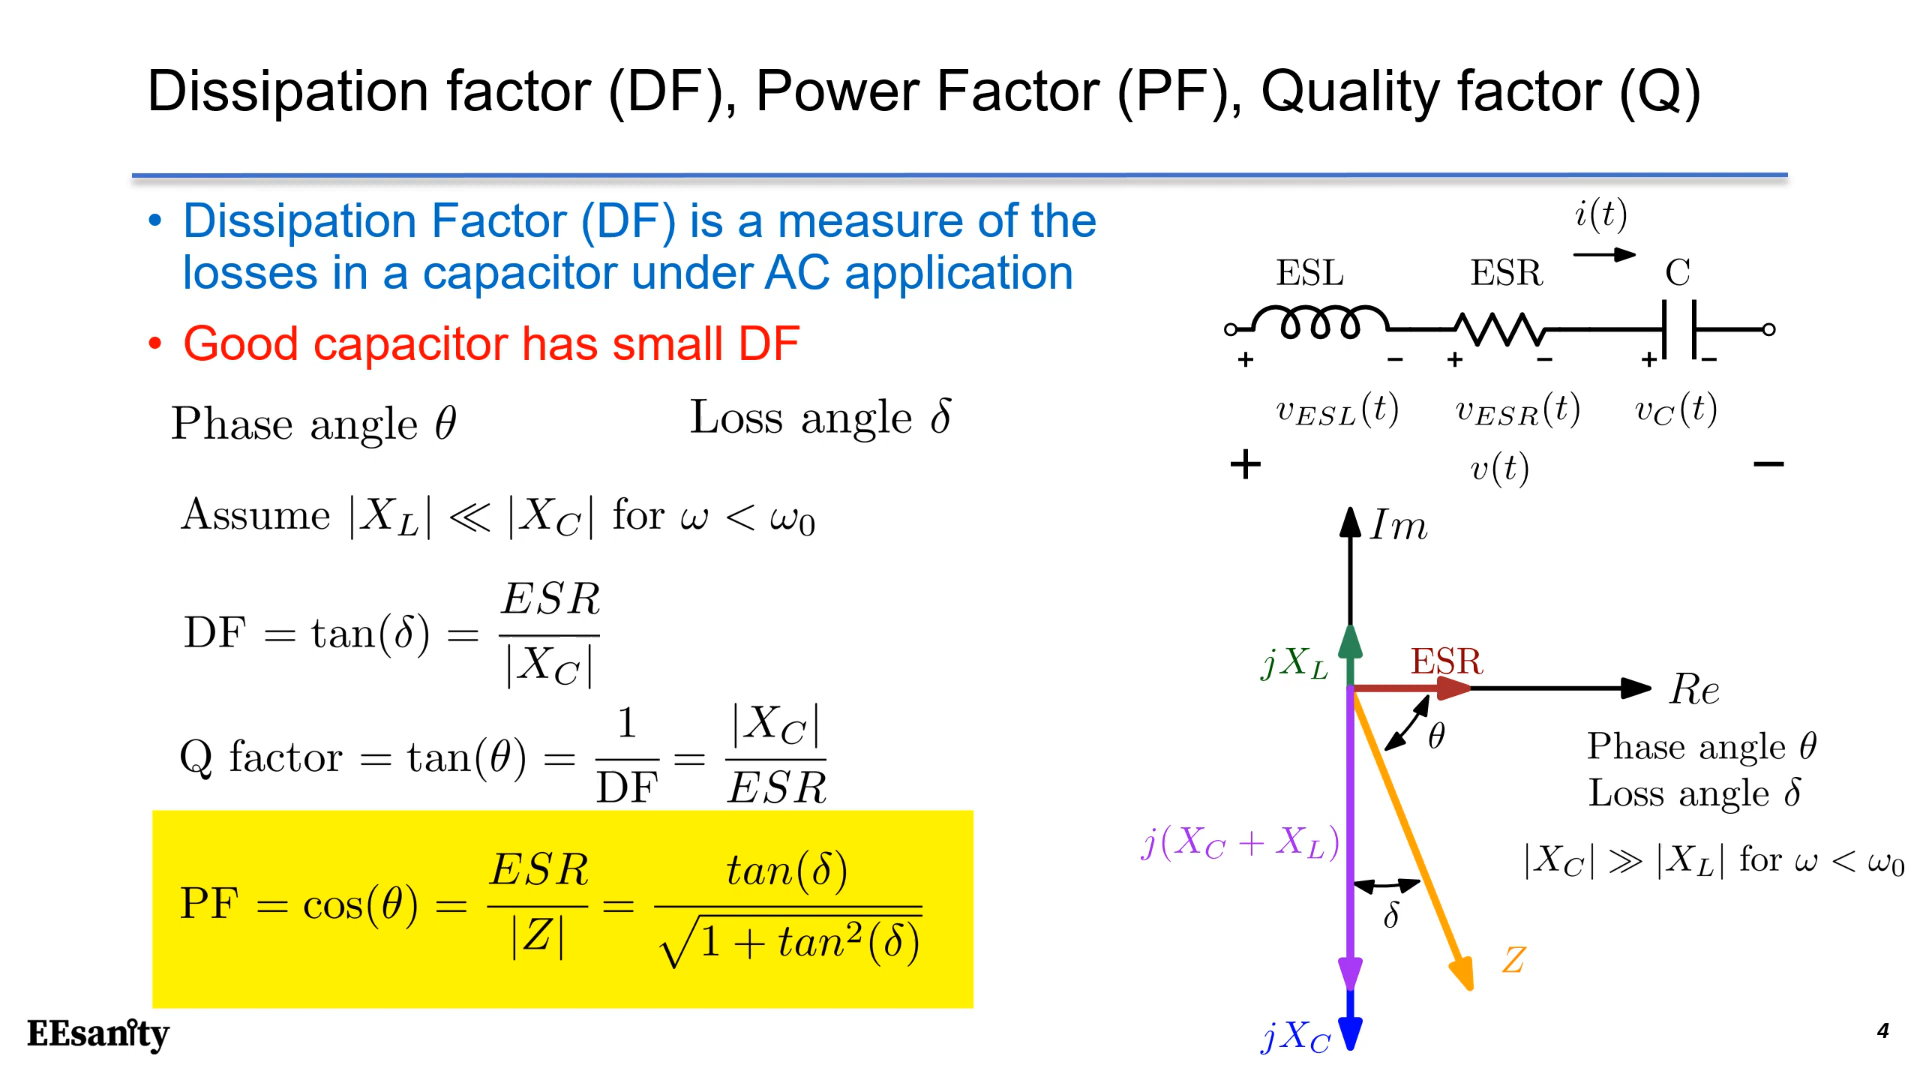 Dissipation factor (DF), Power Factor (PF), Quality factor (Q)
• Dissipation Factor (DF) is a measure of the
losses in a capacitor under AC application
• Good capacitor has small DF
Phase angle θ
Loss angle δ
Assume |X_L| ≪ |X_C| for ω < ω₀
DF = tan(δ) = ESR / |X_C|
Q factor = tan(θ) = 1 / DF = |X_C| / ESR
PF = cos(θ) = ESR / |Z| = tan(δ) / √(1 + tan²(δ))
i(t)
ESL ESR C
+ − + − + −
v_ESL(t) v_ESR(t) v_C(t)
+ v(t) −
Im
jX_L
ESR
Re
θ
Phase angle θ
Loss angle δ
j(X_C + X_L)
|X_C| ≫ |X_L| for ω < ω₀
δ
Z
jX_C
EEsanity
4